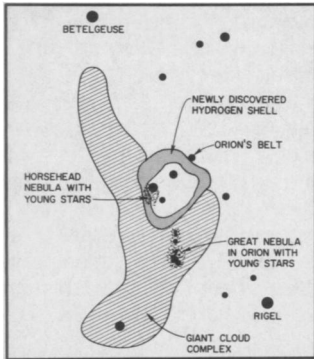 BETELGEUSE
NEWLY DISCOVERED
HYDROGEN SHELL
ORION'S BELT
HORSEHEAD
NEBULA WITH
YOUNG STARS
GREAT NEBULA
IN ORION WITH
YOUNG STARS
RIGEL
GIANT CLOUD
COMPLEX